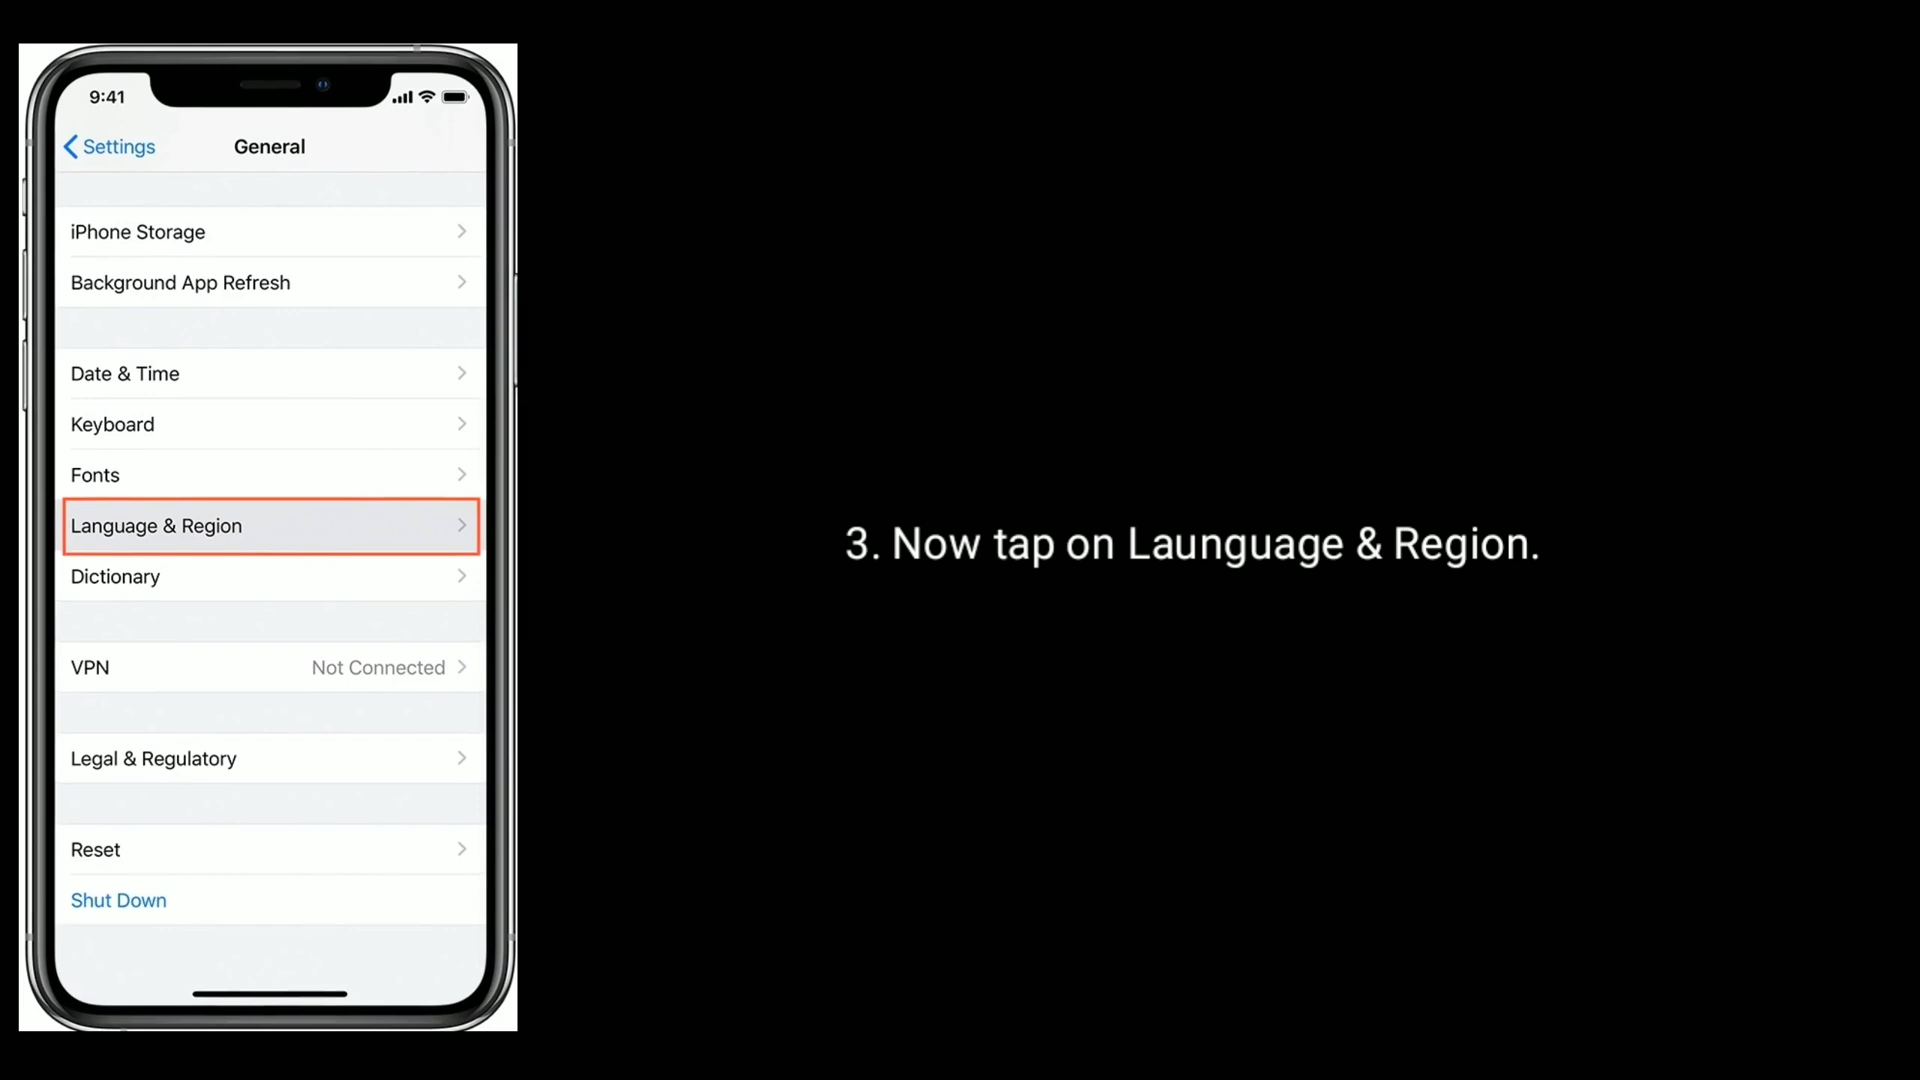 9:41
Settings
General
iPhone Storage
Background App Refresh
Date & Time
Keyboard
Fonts
Language & Region
Dictionary
VPN Not Connected
Legal & Regulatory
Reset
Shut Down
3. Now tap on Launguage & Region.